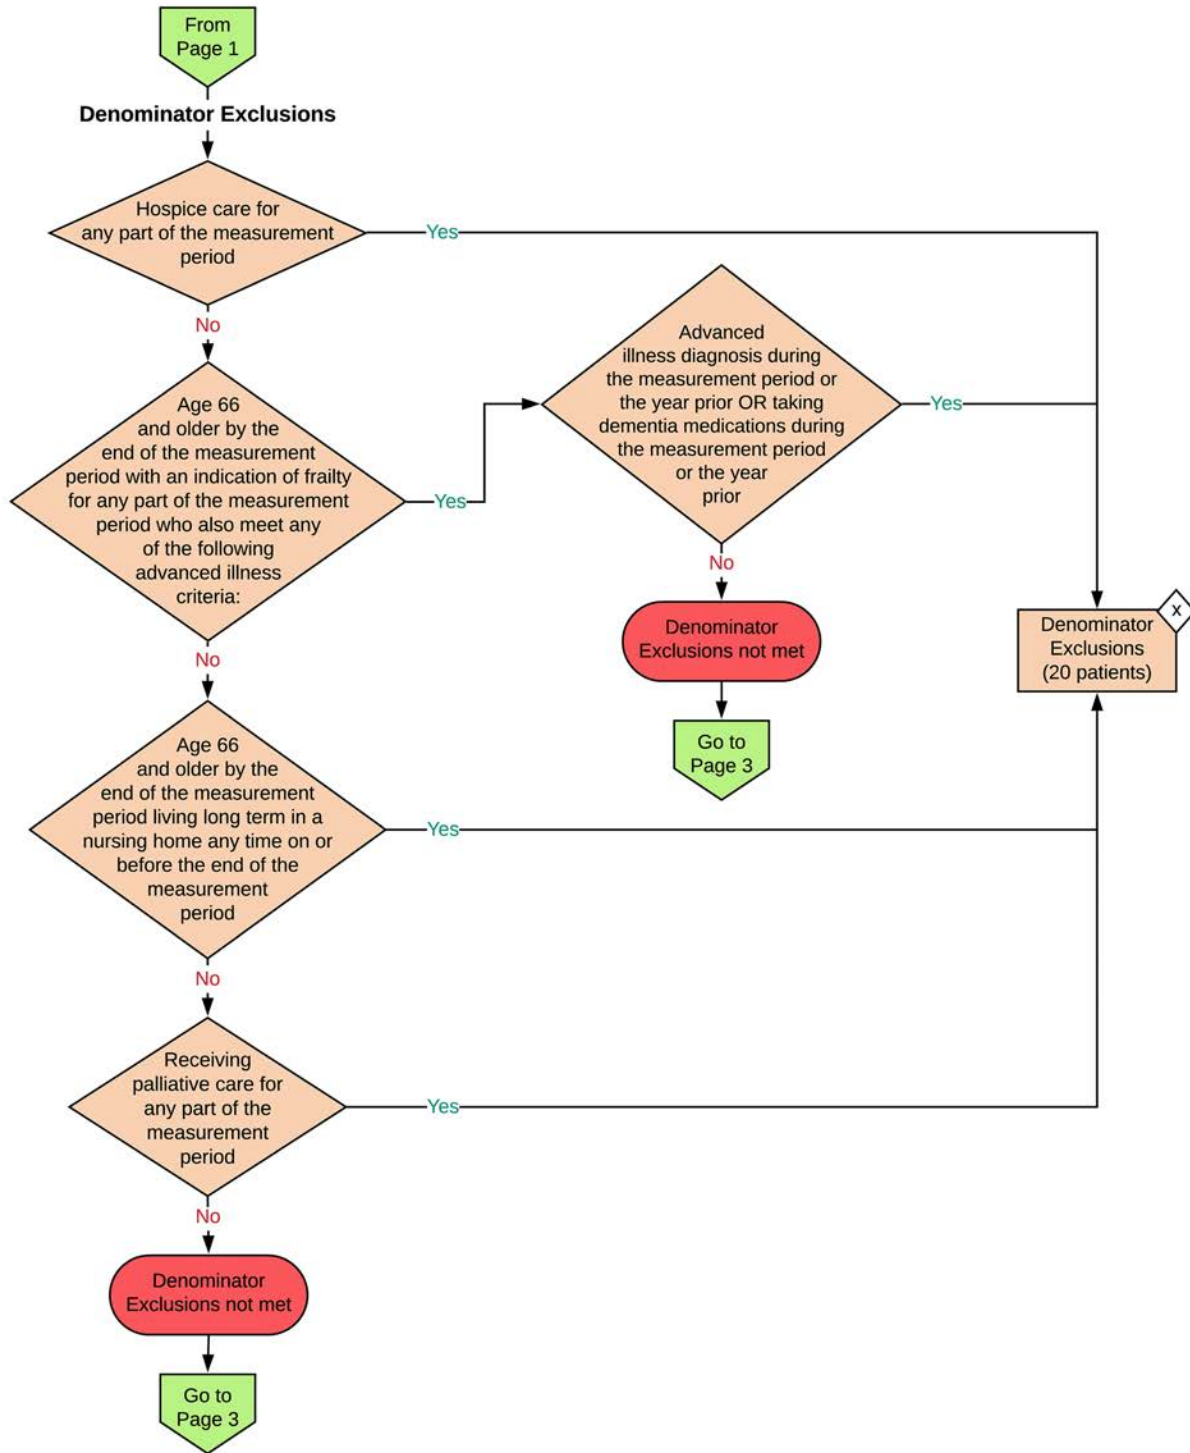 From
Page 1
Denominator Exclusions
Hospice care for
any part of the measurement
period
Yes
No
Age 66
and older by the
end of the measurement
period with an indication of frailty
for any part of the measurement
period who also meet any
of the following
advanced illness
criteria:
Yes
Advanced
illness diagnosis during
the measurement period or
the year prior OR taking
dementia medications during
the measurement period
or the year
prior
Yes
No
Denominator
Exclusions not met
Go to
Page 3
x
Denominator
Exclusions
(20 patients)
No
Age 66
and older by the
end of the measurement
period living long term in a
nursing home any time on or
before the end of the
measurement
period
Yes
No
Receiving
palliative care for
any part of the
measurement
period
Yes
No
Denominator
Exclusions not met
Go to
Page 3